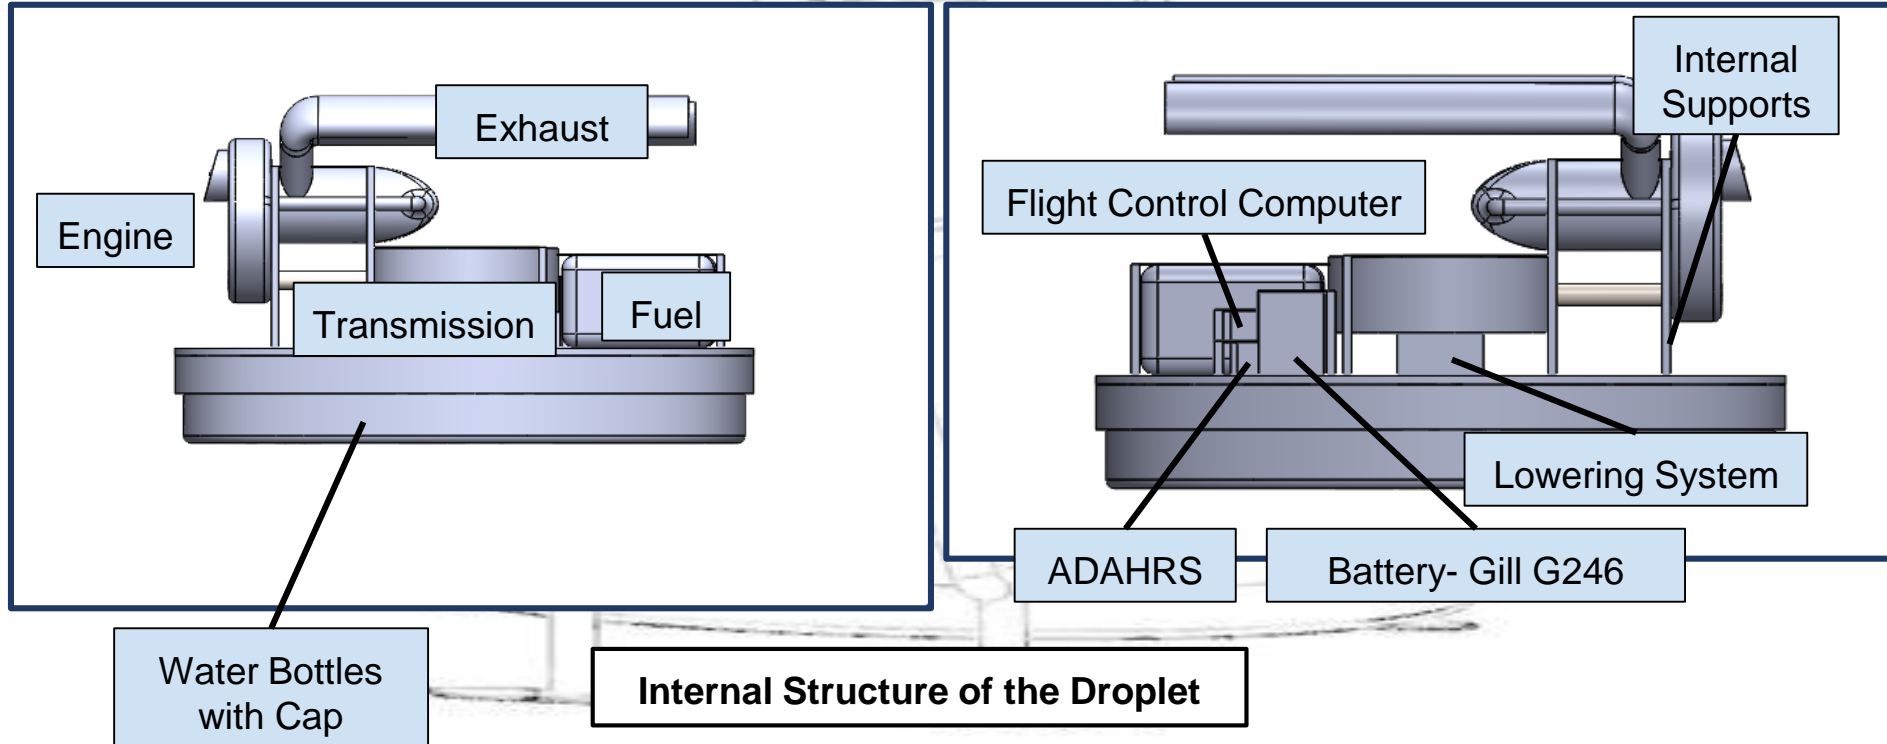 Exhaust
Engine
Transmission
Fuel
Water Bottles
with Cap
Internal
Supports
Flight Control Computer
Lowering System
ADAHRS
Battery- Gill G246
Internal Structure of the Droplet